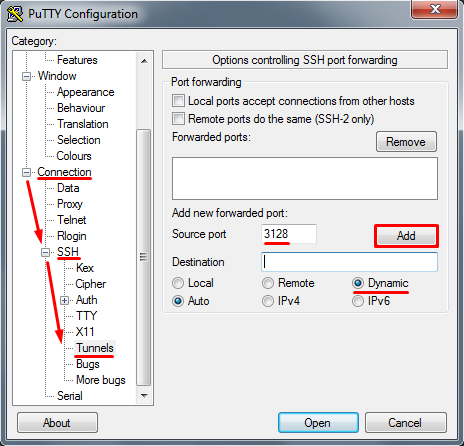 PuTTY Configuration
Category:
Features
Window
Appearance
Behaviour
Translation
Selection
Colours
Connection
Data
Proxy
Telnet
Rlogin
SSH
Kex
Cipher
Auth
TTY
X11
Tunnels
Bugs
More bugs
Serial
Options controlling SSH port forwarding
Port forwarding
Local ports accept connections from other hosts
Remote ports do the same (SSH-2 only)
Forwarded ports:
Remove
Add new forwarded port:
Source port 3128 Add
Destination
Local Remote Dynamic
Auto IPv4 IPv6
About Open Cancel